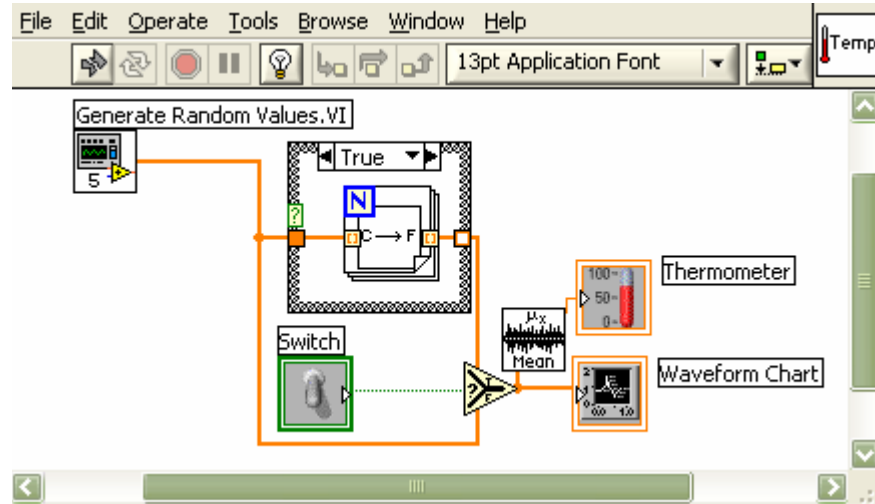 File Edit Operate Tools Browse Window Help
13pt Application Font
Temp
Generate Random Values.VI
5
True
N
?
C → F
Switch
? T F
μx
Mean
100
50
0
Thermometer
Waveform Chart